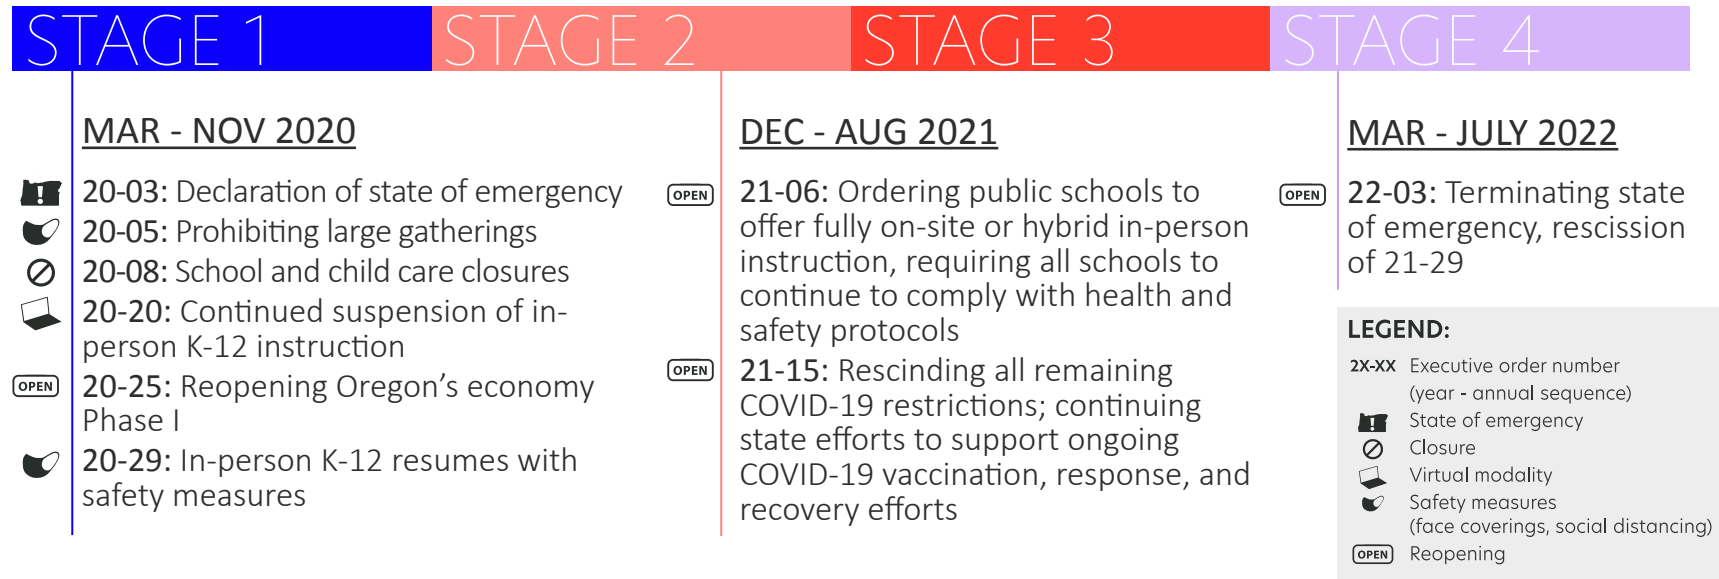 STAGE 1
STAGE 2
STAGE 3
STAGE 4
MAR - NOV 2020
20-03: Declaration of state of emergency
20-05: Prohibiting large gatherings
20-08: School and child care closures
20-20: Continued suspension of in-
person K-12 instruction
OPEN
20-25: Reopening Oregon's economy
Phase I
20-29: In-person K-12 resumes with
safety measures
DEC - AUG 2021
OPEN
21-06: Ordering public schools to
offer fully on-site or hybrid in-person
instruction, requiring all schools to
continue to comply with health and
safety protocols
OPEN
21-15: Rescinding all remaining
COVID-19 restrictions; continuing
state efforts to support ongoing
COVID-19 vaccination, response, and
recovery efforts
MAR - JULY 2022
OPEN
22-03: Terminating state
of emergency, rescission
of 21-29
LEGEND:
2X-XX Executive order number
(year - annual sequence)
State of emergency
Closure
Virtual modality
Safety measures
(face coverings, social distancing)
OPEN Reopening